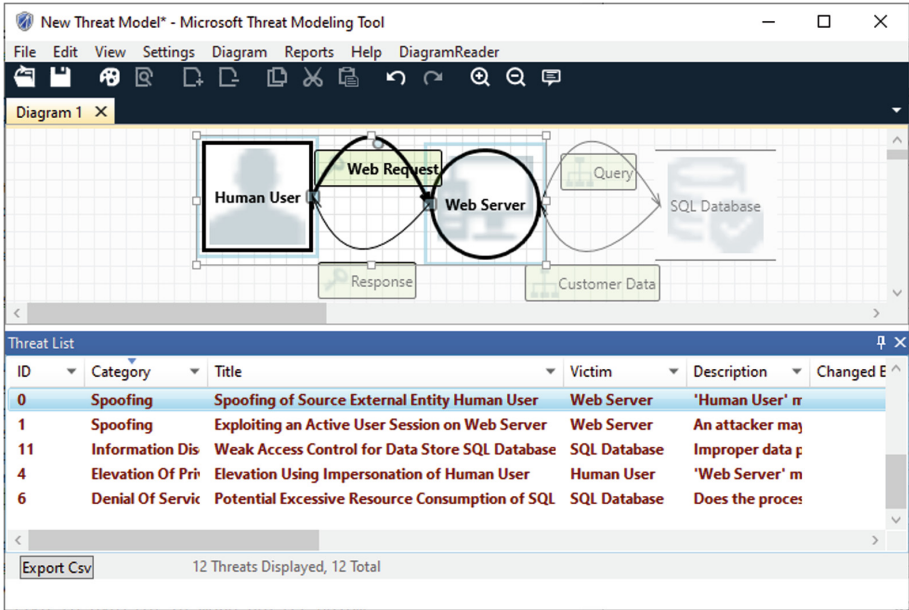 New Threat Model* - Microsoft Threat Modeling Tool
File Edit View Settings Diagram Reports Help DiagramReader
Diagram 1
Human User
Web Request
Web Server
Query
SQL Database
Response
Customer Data
Threat List
ID Category Title Victim Description Changed E
0 Spoofing Spoofing of Source External Entity Human User Web Server 'Human User' m
1 Spoofing Exploiting an Active User Session on Web Server Web Server An attacker may
11 Information Dis Weak Access Control for Data Store SQL Database SQL Database Improper data p
4 Elevation Of Priv Elevation Using Impersonation of Human User Human User 'Web Server' m
6 Denial Of Servic Potential Excessive Resource Consumption of SQL SQL Database Does the proces
Export Csv 12 Threats Displayed, 12 Total